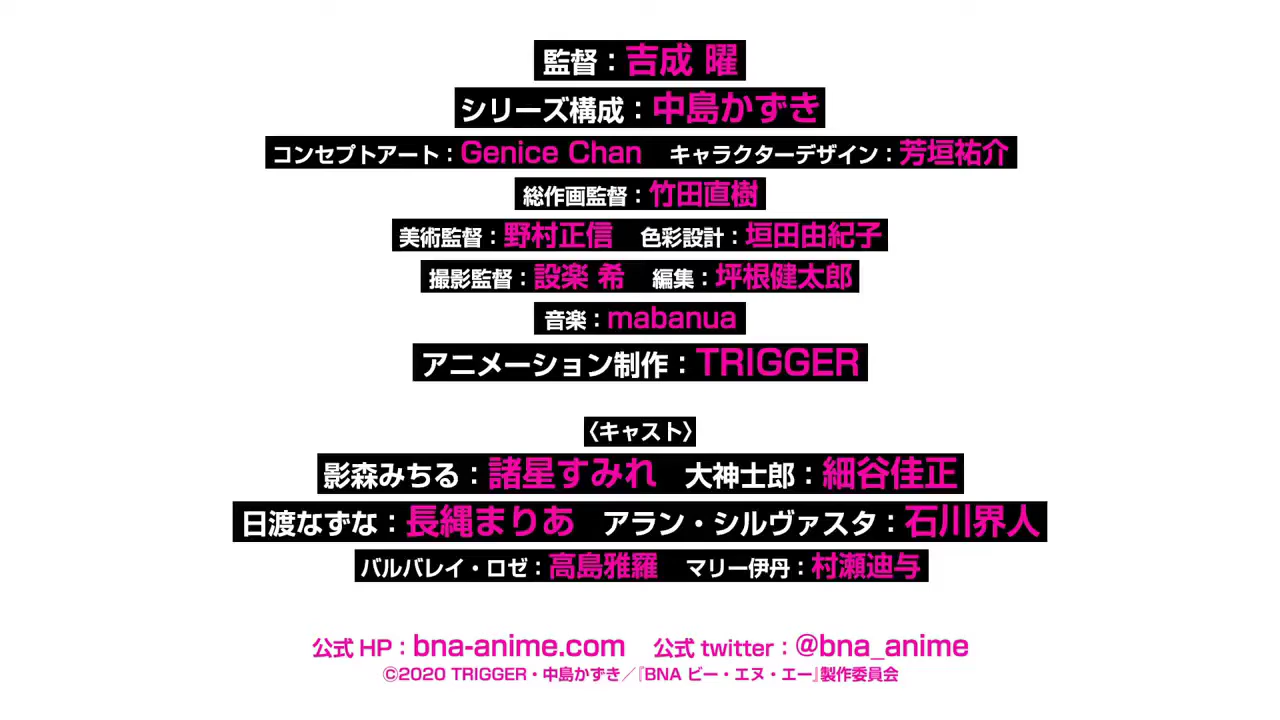 監督：吉成 曜
シリーズ構成：中島かずき
コンセプトアート：Genice Chan　キャラクターデザイン：芳垣祐介
総作画監督：竹田直樹
美術監督：野村正信　色彩設計：垣田由紀子
撮影監督：設楽 希　編集：坪根健太郎
音楽：mabanua
アニメーション制作：TRIGGER
〈キャスト〉
影森みちる：諸星すみれ　大神士郎：細谷佳正
日渡なずな：長縄まりあ　アラン・シルヴァスタ：石川界人
バルバレイ・ロゼ：高島雅羅　マリー伊丹：村瀬迪与
公式 HP：bna-anime.com　公式 twitter：@bna_anime
©2020 TRIGGER・中島かずき／『BNA ビー・エヌ・エー』製作委員会